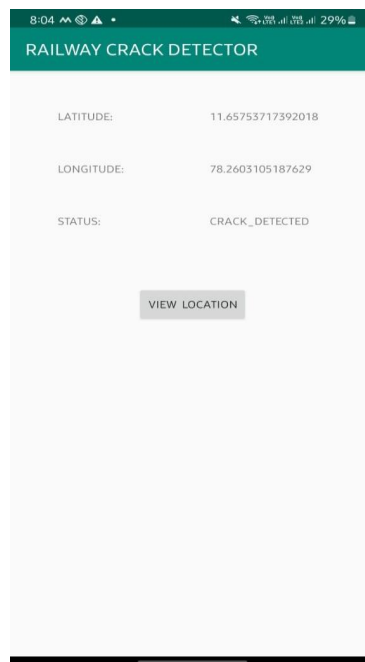 8:04 29%
RAILWAY CRACK DETECTOR
LATITUDE: 11.65753717392018
LONGITUDE: 78.2603105187629
STATUS: CRACK_DETECTED
VIEW LOCATION